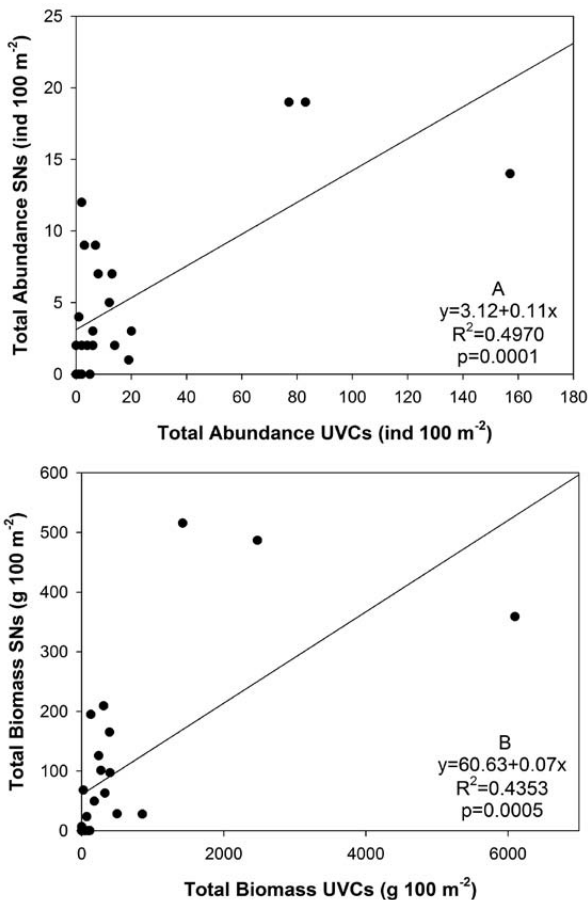 25
20
15
10
5
0
Total Abundance SNs (ind 100 m⁻²)
A
y=3.12+0.11x
R²=0.4970
p=0.0001
0 20 40 60 80 100 120 140 160 180
Total Abundance UVCs (ind 100 m⁻²)
600
500
400
300
200
100
0
Total Biomass SNs (g 100 m⁻²)
B
y=60.63+0.07x
R²=0.4353
p=0.0005
0 2000 4000 6000
Total Biomass UVCs (g 100 m⁻²)